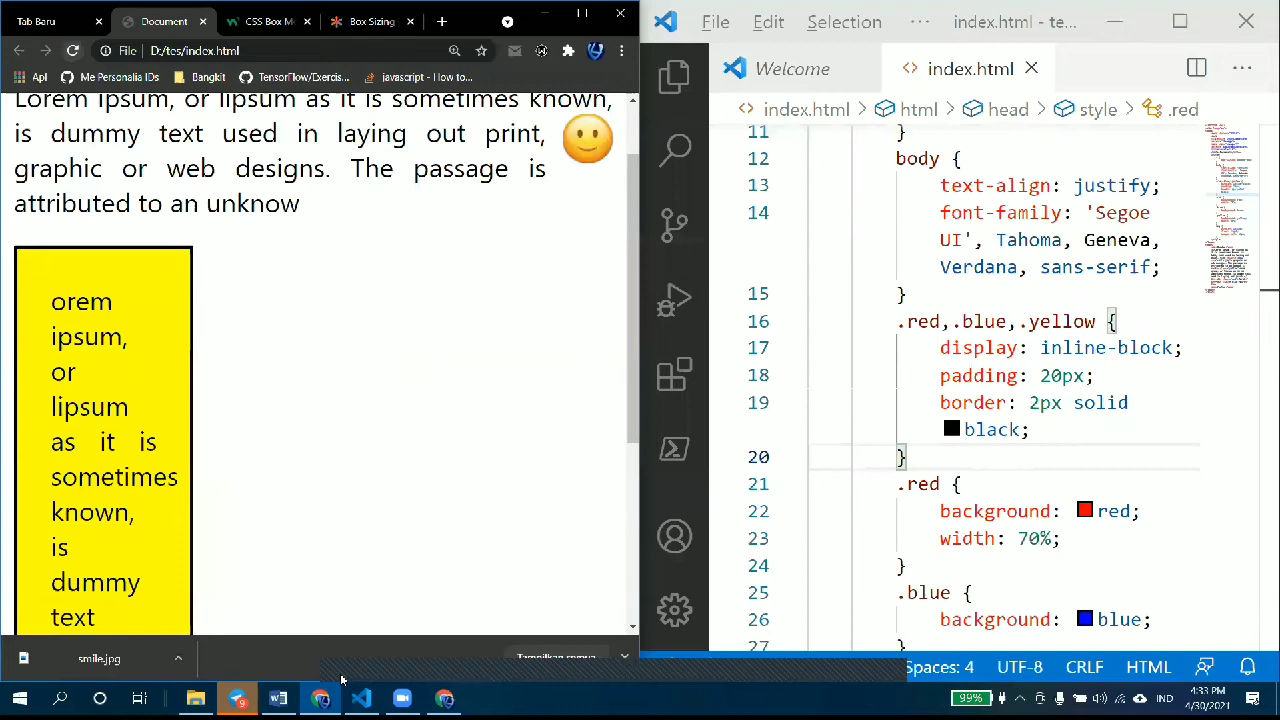 Tab Baru
Document
CSS Box M
Box Sizing
File D:/tes/index.html
Apl
Me Personalia IDs
Bangkit
TensorFlow/Exercis...
javascript - How to...
Lorem ipsum, or lipsum as it is sometimes known,
is dummy text used in laying out print,
graphic or web designs. The passage is
attributed to an unknow
orem
ipsum,
or
lipsum
as it is
sometimes
known,
is
dummy
text
smile.jpg
Tampilkan semua
File Edit Selection ··· index.html - te...
Welcome
index.html
index.html html head style .red
11 }
12 body {
13 text-align: justify;
14 font-family: 'Segoe
UI', Tahoma, Geneva,
Verdana, sans-serif;
15 }
16 .red,.blue,.yellow {
17 display: inline-block;
18 padding: 20px;
19 border: 2px solid
black;
20 }
21 .red {
22 background: red;
23 width: 70%;
24 }
25 .blue {
26 background: blue;
27 }
Spaces: 4 UTF-8 CRLF HTML
9
99%
IND
4:33 PM
4/30/2021